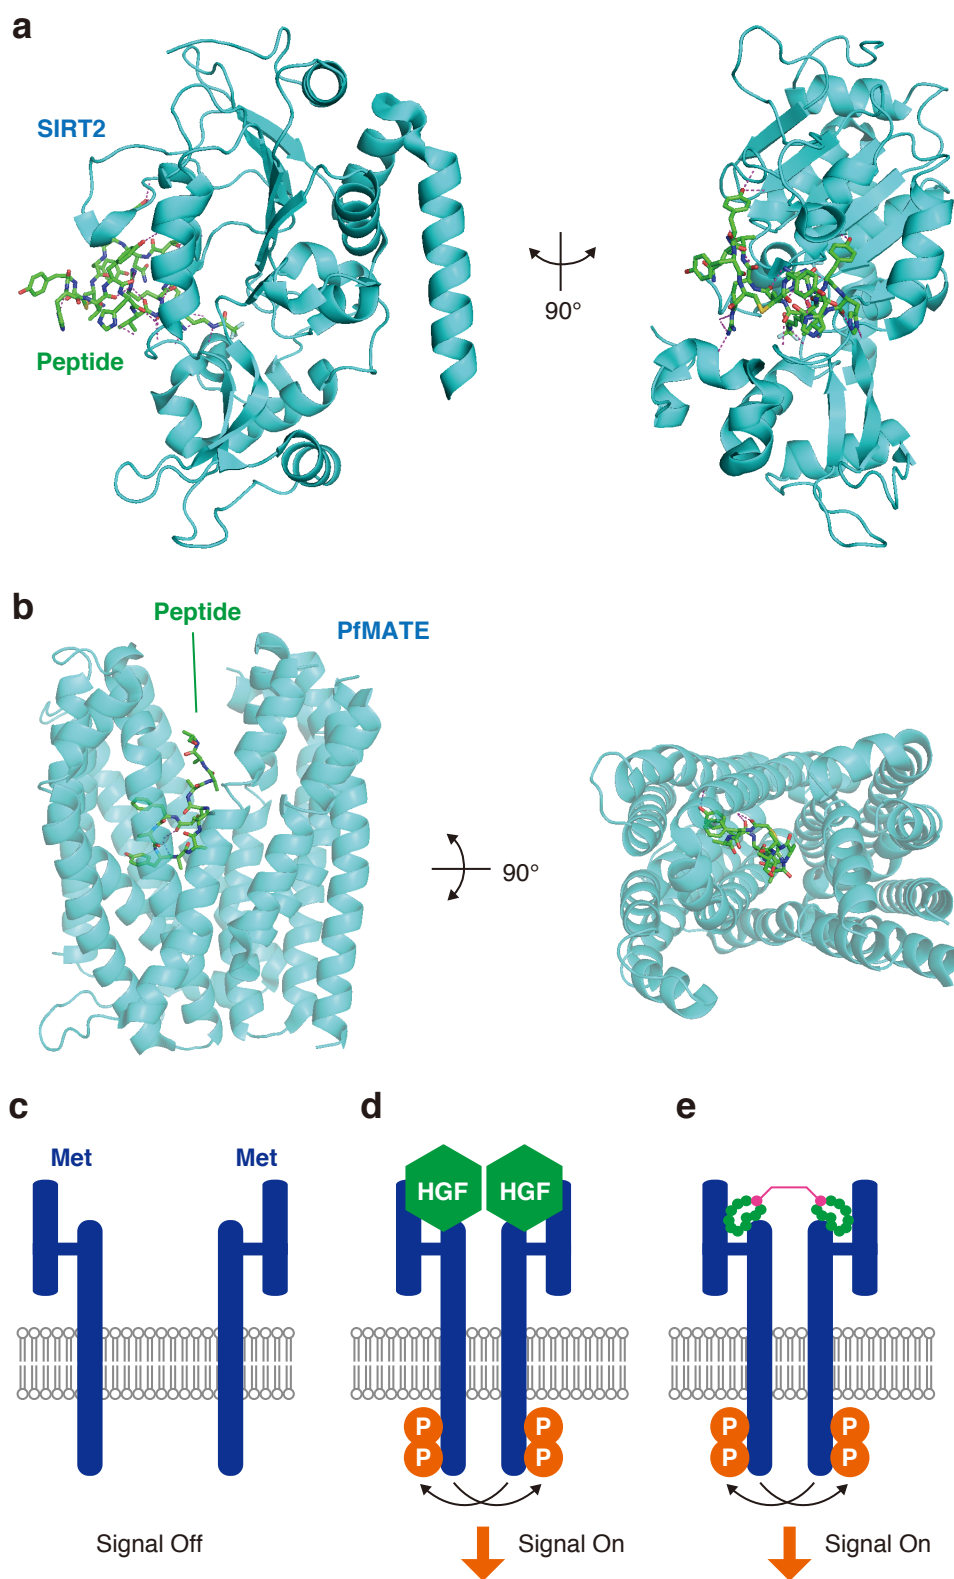 a
SIRT2
Peptide
90°
b
Peptide
PfMATE
90°
c
Met
Met
Signal Off
d
HGF
HGF
P
P
P
P
Signal On
e
P
P
P
P
Signal On